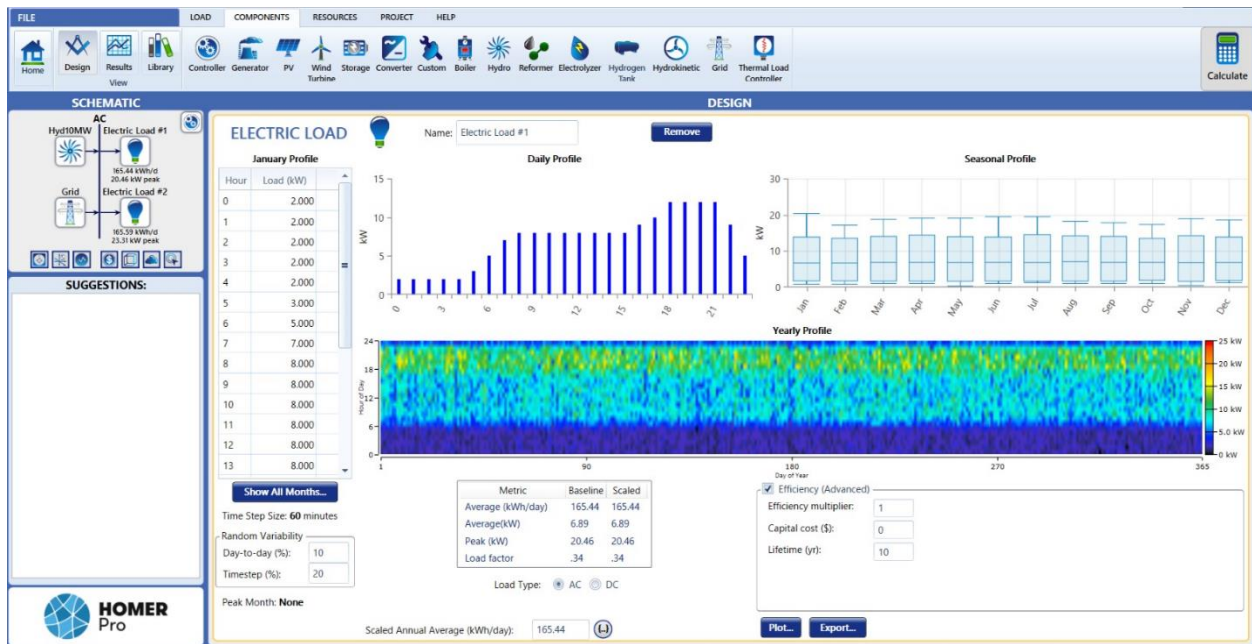 FILE
LOAD COMPONENTS RESOURCES PROJECT HELP
Home Design Results Library
View
Controller Generator PV Wind Turbine Storage Converter Custom Boiler Hydro Reformer Electrolyzer Hydrogen Tank Hydrokinetic Grid Thermal Load Controller
Calculate
SCHEMATIC
AC
Hyd10MW Electric Load #1
165.44 kWh/d
20.46 kW peak
Grid Electric Load #2
165.59 kWh/d
23.31 kW peak
SUGGESTIONS:
HOMER
Pro
DESIGN
ELECTRIC LOAD
Name: Electric Load #1
Remove
January Profile
Hour Load (kW)
0 2.000
1 2.000
2 2.000
3 2.000
4 2.000
5 3.000
6 5.000
7 7.000
8 8.000
9 8.000
10 8.000
11 8.000
12 8.000
13 8.000
Show All Months...
Time Step Size: 60 minutes
Random Variability
Day-to-day (%): 10
Timestep (%): 20
Peak Month: None
Daily Profile
kW
15
10
5
0
0 3 6 9 12 15 18 21
Seasonal Profile
kW
30
20
10
0
Jan Feb Mar Apr May Jun Jul Aug Sep Oct Nov Dec
Yearly Profile
Hour of Day
24
18
12
6
0
1 90 180 270 365
Day of Year
25 kW
20 kW
15 kW
10 kW
5.0 kW
0 kW
Metric Baseline Scaled
Average (kWh/day) 165.44 165.44
Average(kW) 6.89 6.89
Peak (kW) 20.46 20.46
Load factor .34 .34
Load Type: AC DC
Scaled Annual Average (kWh/day): 165.44 {..}
Efficiency (Advanced)
Efficiency multiplier: 1
Capital cost ($): 0
Lifetime (yr): 10
Plot... Export...